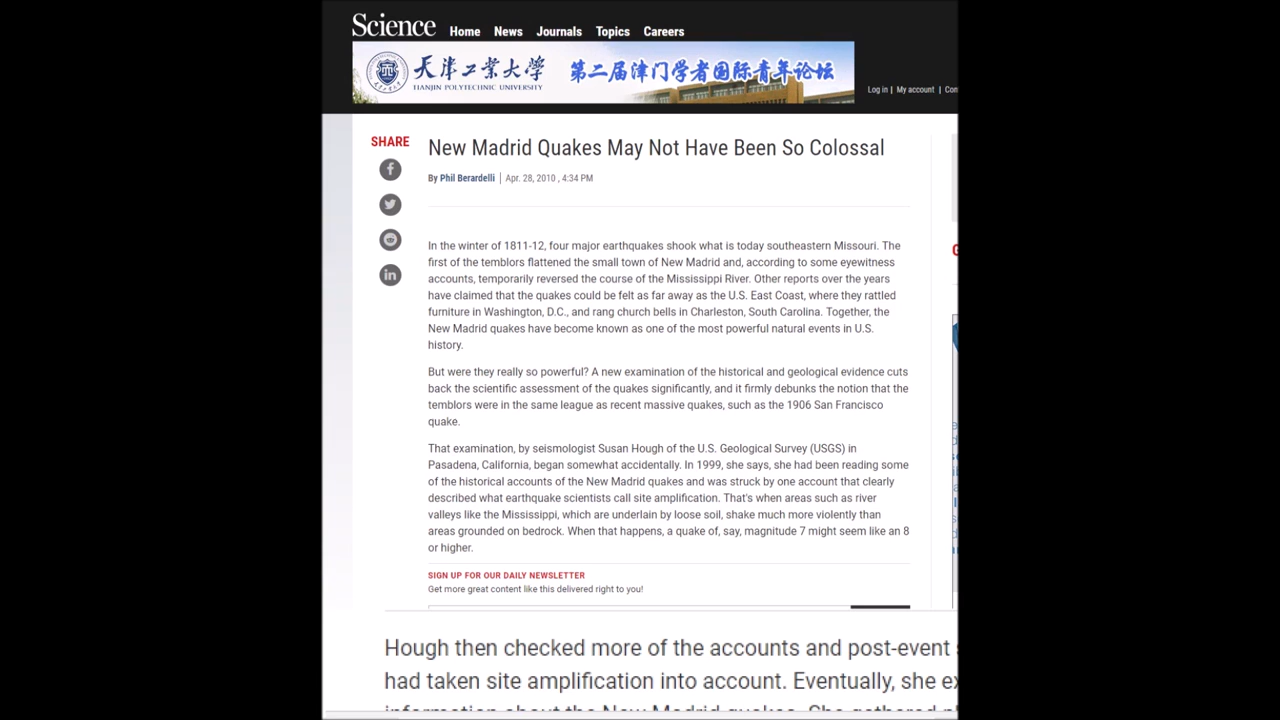 Science Home News Journals Topics Careers
天津工业大学 第二届津门学者国际青年论坛
TIANJIN POLYTECHNIC UNIVERSITY
Log in | My account |
SHARE
New Madrid Quakes May Not Have Been So Colossal
By Phil Berardelli | Apr. 28, 2010 , 4:34 PM
In the winter of 1811-12, four major earthquakes shook what is today southeastern Missouri. The
first of the temblors flattened the small town of New Madrid and, according to some eyewitness
accounts, temporarily reversed the course of the Mississippi River. Other reports over the years
have claimed that the quakes could be felt as far away as the U.S. East Coast, where they rattled
furniture in Washington, D.C., and rang church bells in Charleston, South Carolina. Together, the
New Madrid quakes have become known as one of the most powerful natural events in U.S.
history.
But were they really so powerful? A new examination of the historical and geological evidence cuts
back the scientific assessment of the quakes significantly, and it firmly debunks the notion that the
temblors were in the same league as recent massive quakes, such as the 1906 San Francisco
quake.
That examination, by seismologist Susan Hough of the U.S. Geological Survey (USGS) in
Pasadena, California, began somewhat accidentally. In 1999, she says, she had been reading some
of the historical accounts of the New Madrid quakes and was struck by one account that clearly
described what earthquake scientists call site amplification. That's when areas such as river
valleys like the Mississippi, which are underlain by loose soil, shake much more violently than
areas grounded on bedrock. When that happens, a quake of, say, magnitude 7 might seem like an 8
or higher.
SIGN UP FOR OUR DAILY NEWSLETTER
Get more great content like this delivered right to you!
Hough then checked more of the accounts and post-event
had taken site amplification into account. Eventually, she
information about the New Madrid quakes. She gathered